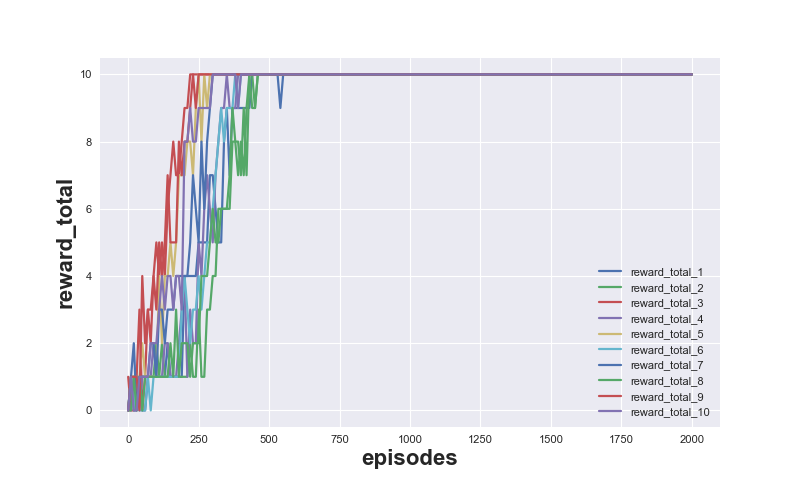 10
8
6
4
2
0
reward_total
reward_total_1
reward_total_2
reward_total_3
reward_total_4
reward_total_5
reward_total_6
reward_total_7
reward_total_8
reward_total_9
reward_total_10
0 250 500 750 1000 1250 1500 1750 2000
episodes